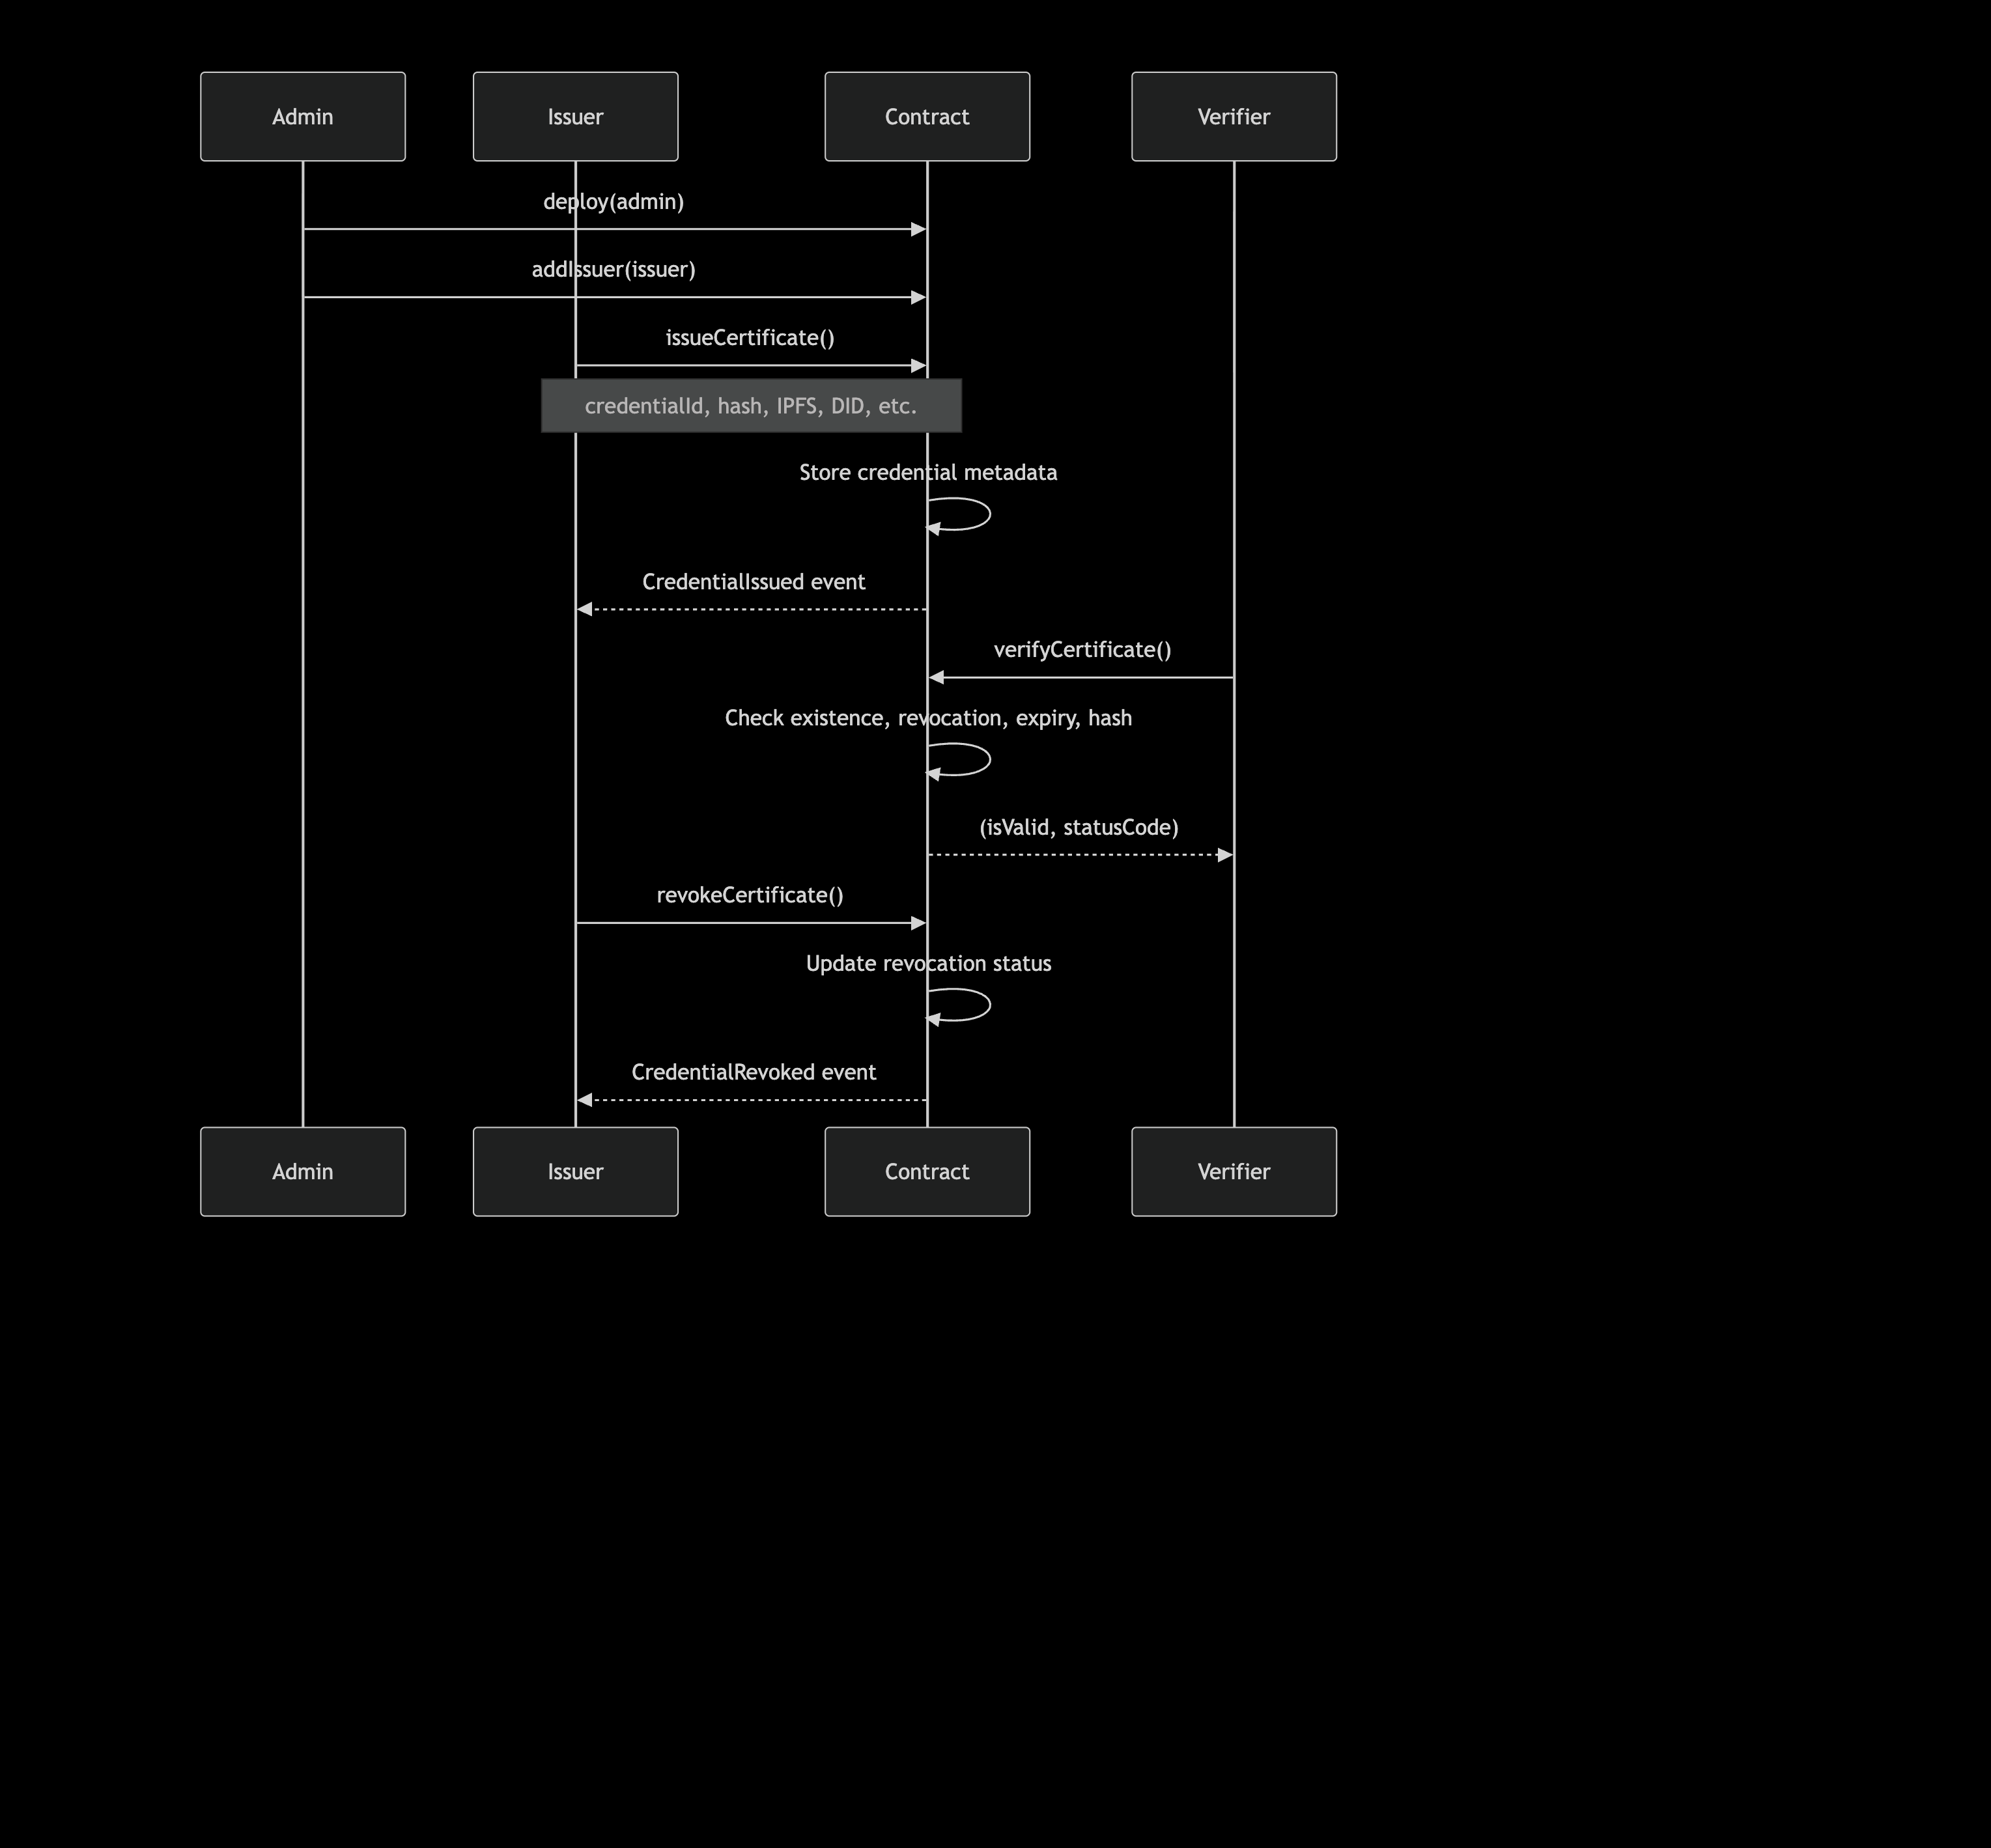 Admin
Issuer
Contract
Verifier
deploy(admin)
addIssuer(issuer)
issueCertificate()
credentialId, hash, IPFS, DID, etc.
Store credential metadata
CredentialIssued event
verifyCertificate()
Check existence, revocation, expiry, hash
(isValid, statusCode)
revokeCertificate()
Update revocation status
CredentialRevoked event
Admin
Issuer
Contract
Verifier